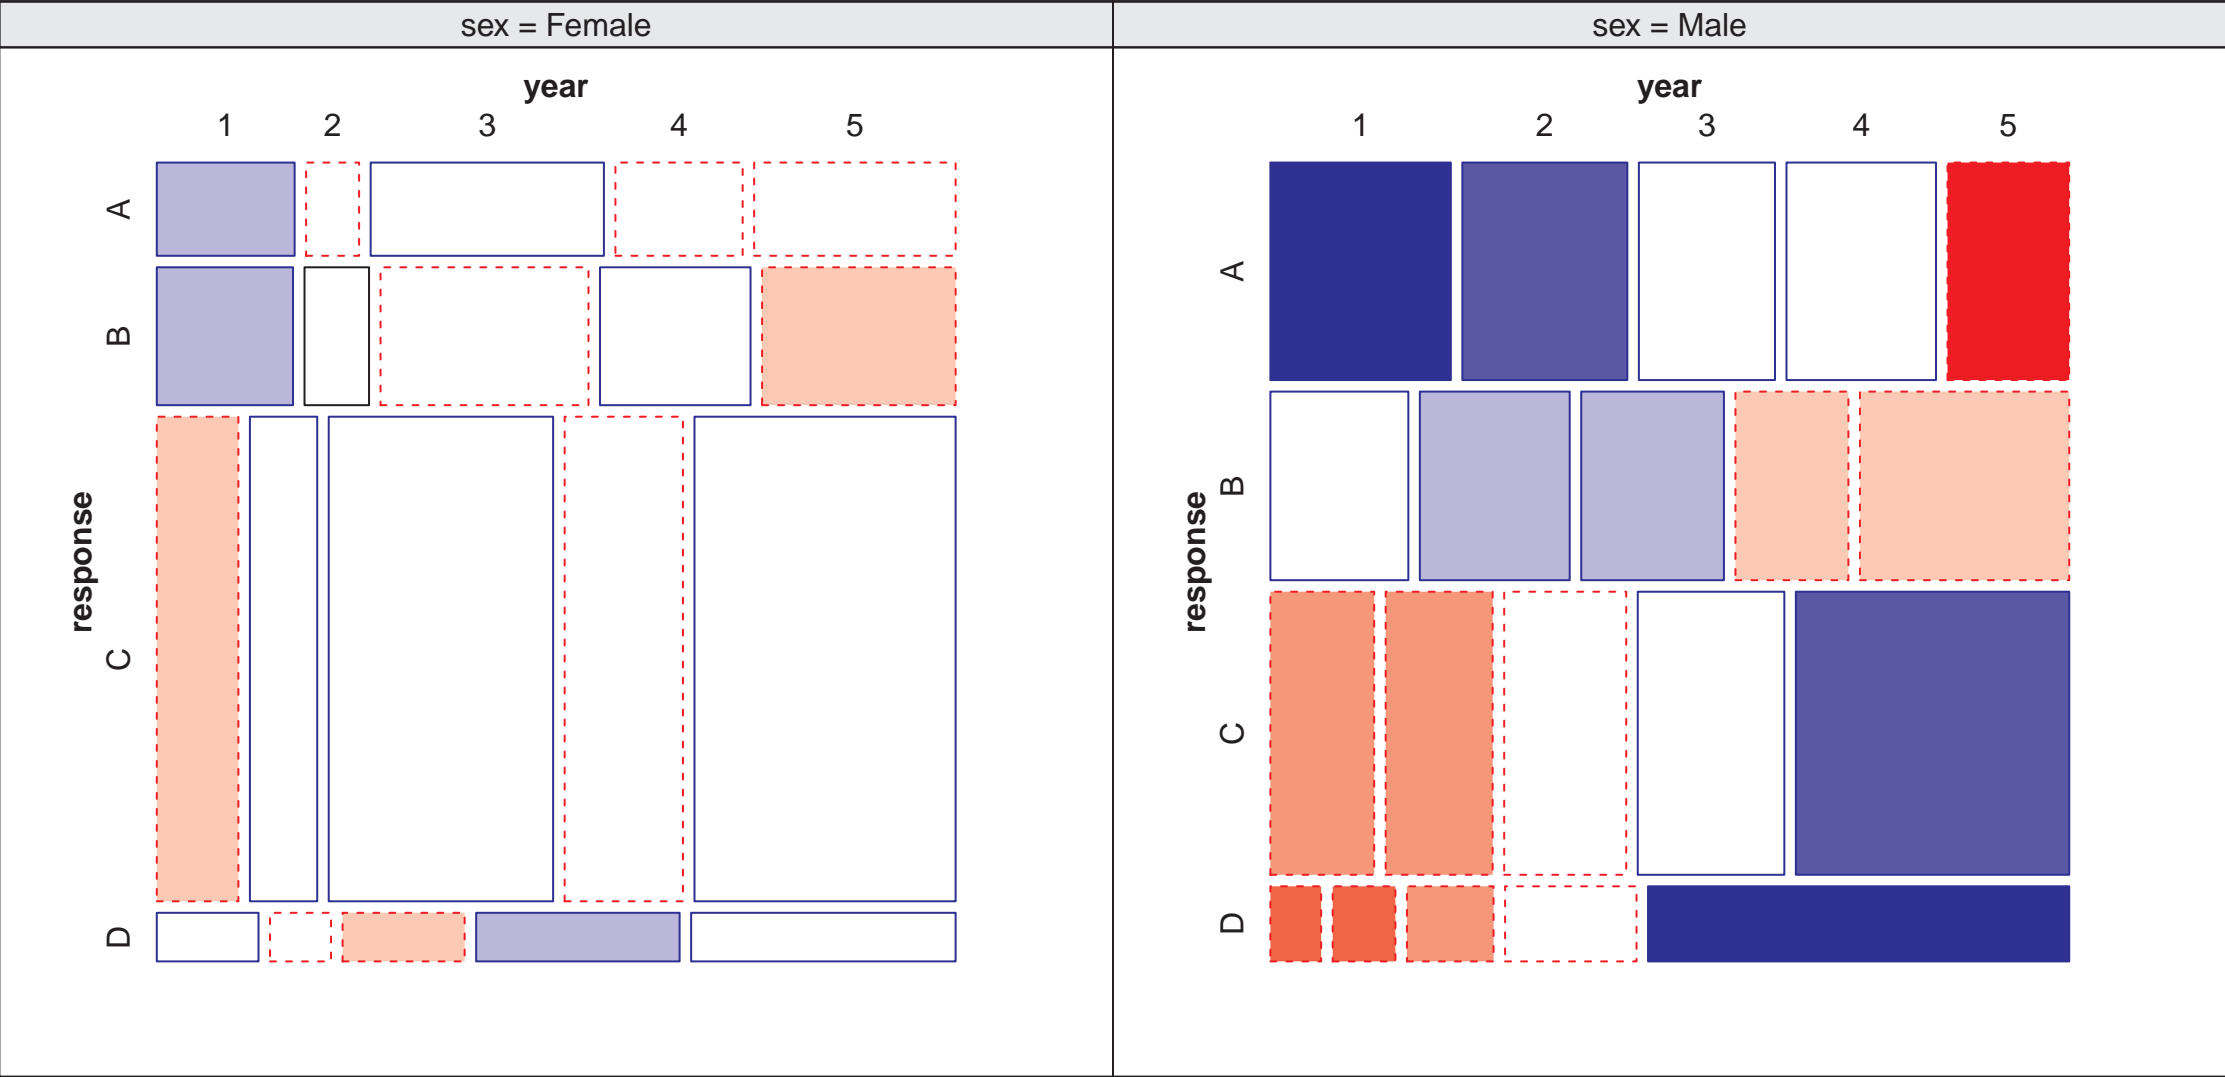 sex = Female
year
1 2 3 4 5
A
B
C
D
response
sex = Male
year
1 2 3 4 5
A
B
C
D
response